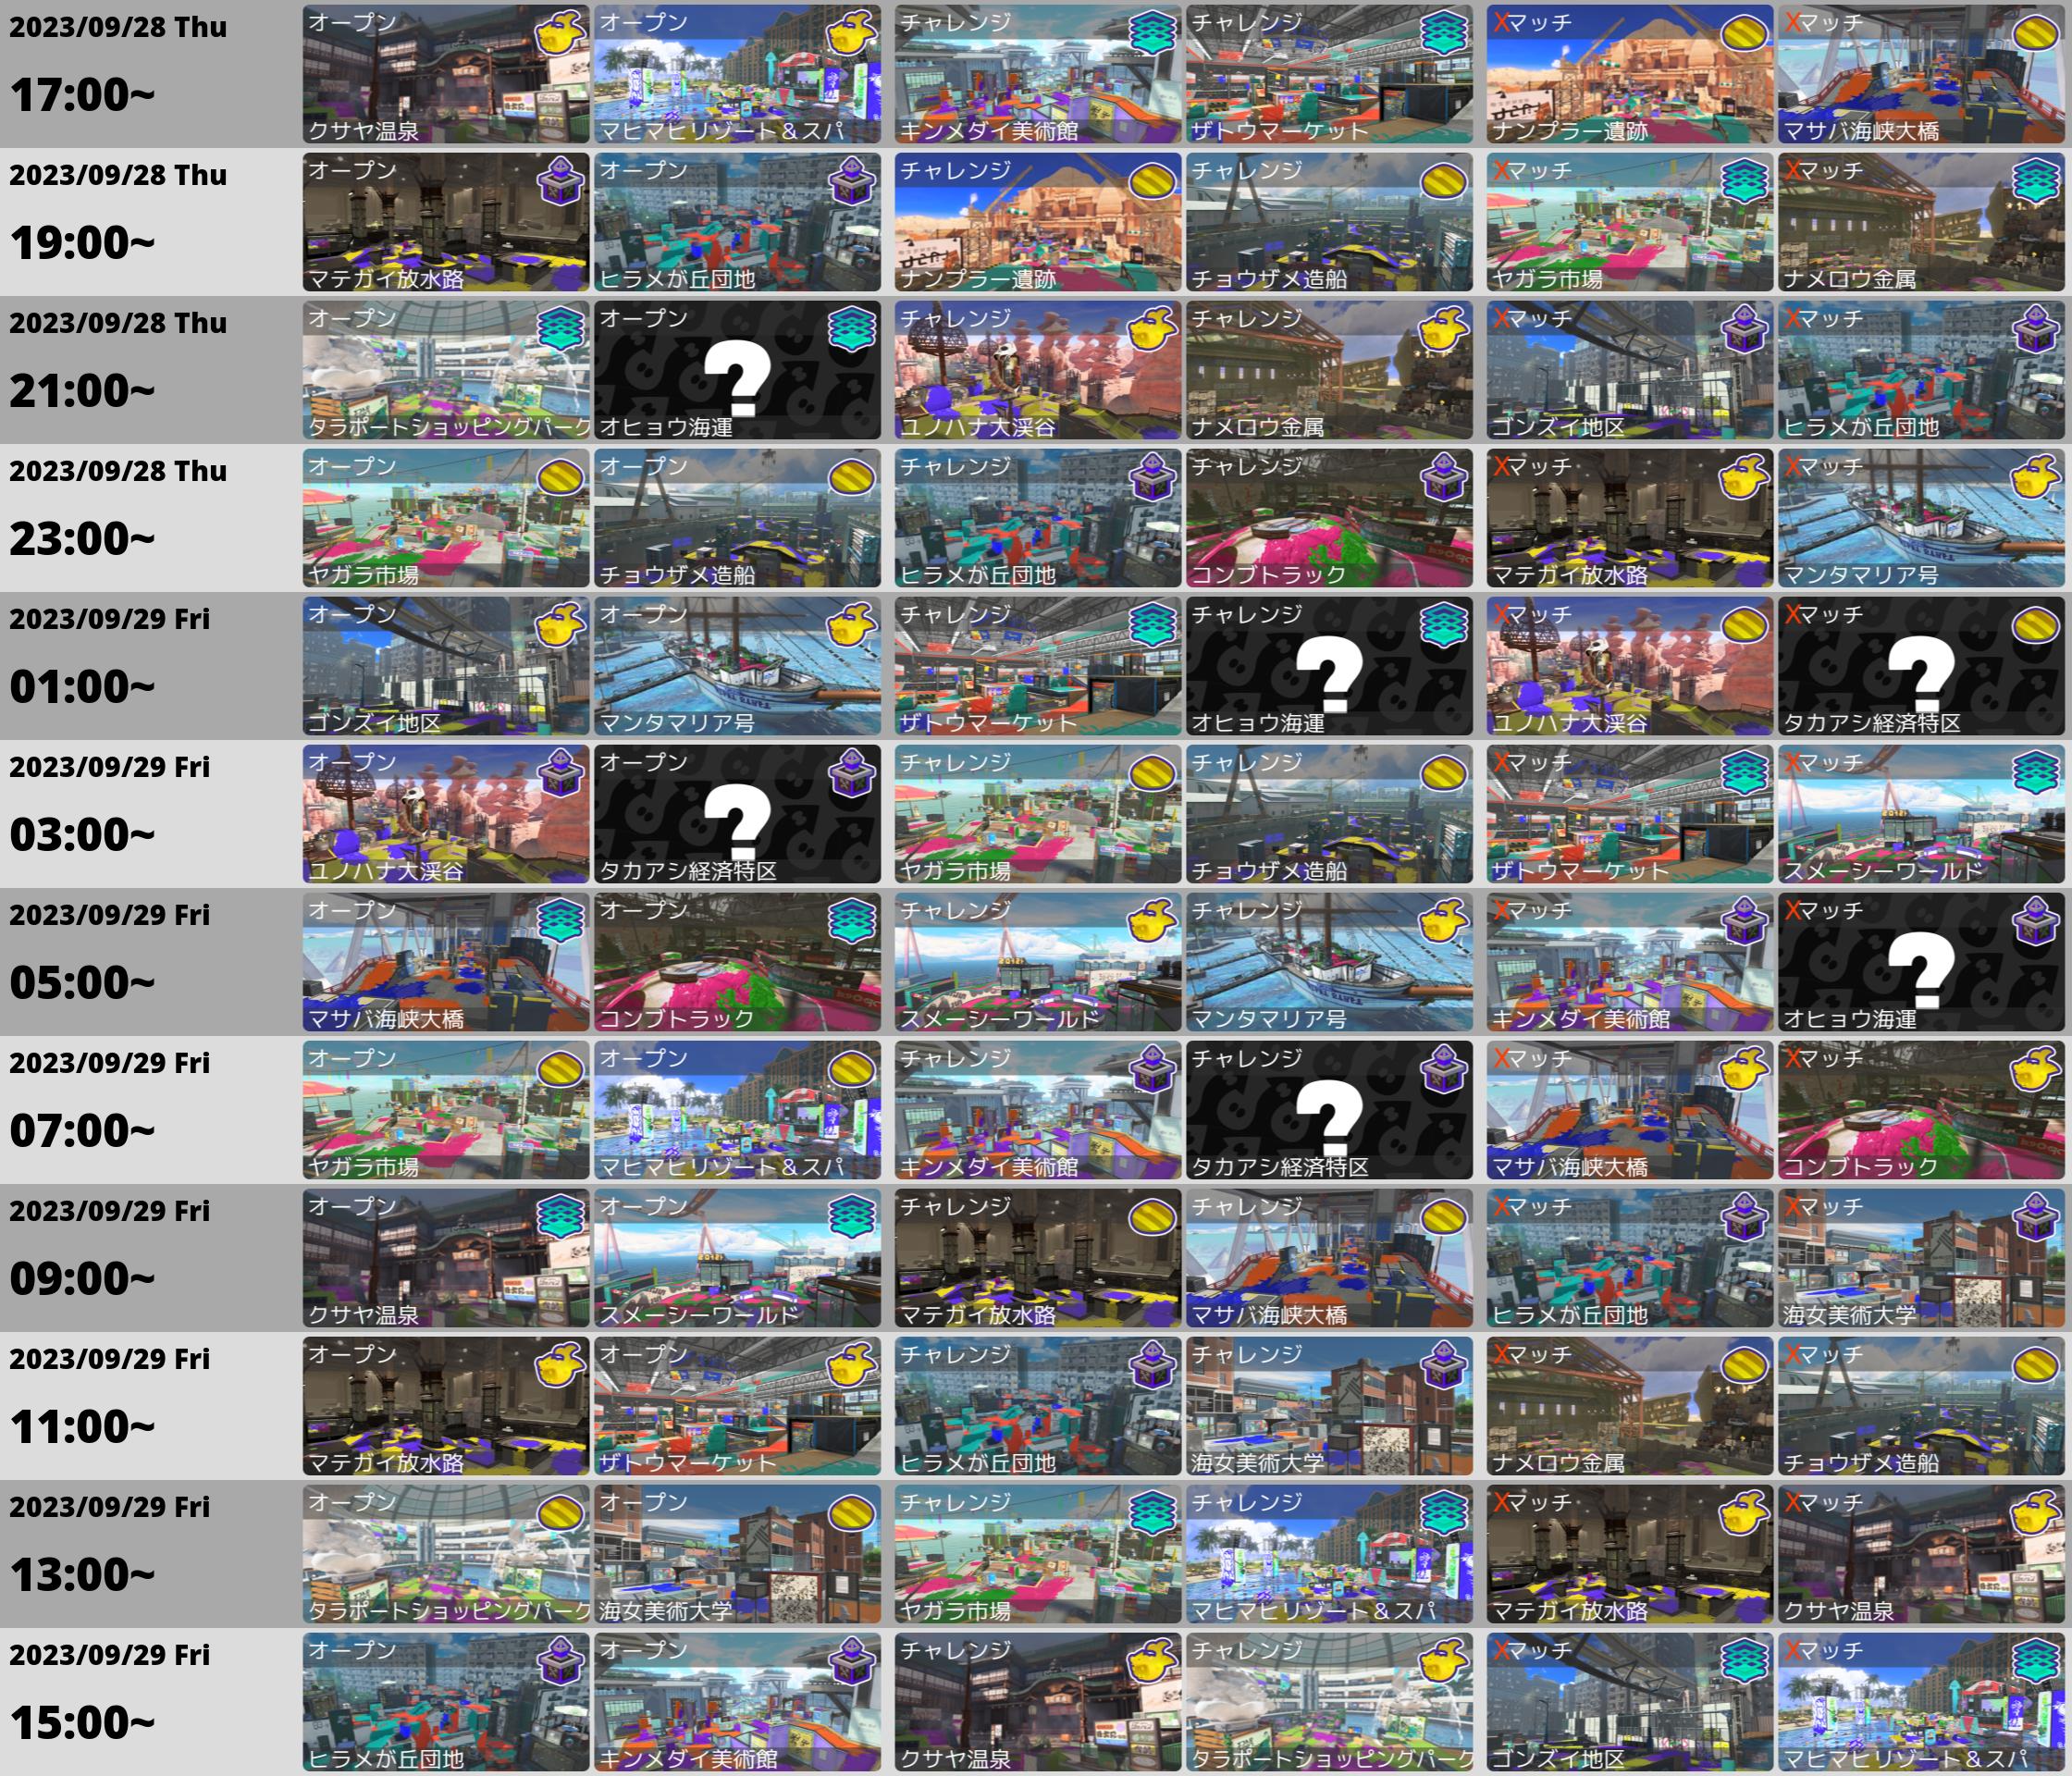 2023/09/28 Thu
17:00~
オープン
クサヤ温泉
オープン
マヒマヒリゾート＆スパ
チャレンジ
キンメダイ美術館
チャレンジ
ザトウマーケット
Xマッチ
ナンプラー遺跡
Xマッチ
マサバ海峡大橋
2023/09/28 Thu
19:00~
オープン
マテガイ放水路
オープン
ヒラメが丘団地
チャレンジ
ナンプラー遺跡
チャレンジ
チョウザメ造船
Xマッチ
ヤガラ市場
Xマッチ
ナメロウ金属
2023/09/28 Thu
21:00~
オープン
タラポートショッピングパーク
オープン
?
オヒョウ海運
チャレンジ
ユノハナ大渓谷
チャレンジ
ナメロウ金属
Xマッチ
ゴンズイ地区
Xマッチ
ヒラメが丘団地
2023/09/28 Thu
23:00~
オープン
ヤガラ市場
オープン
チョウザメ造船
チャレンジ
ヒラメが丘団地
チャレンジ
コンブトラック
Xマッチ
マテガイ放水路
Xマッチ
マンタマリア号
2023/09/29 Fri
01:00~
オープン
ゴンズイ地区
オープン
マンタマリア号
チャレンジ
ザトウマーケット
チャレンジ
?
オヒョウ海運
Xマッチ
ユノハナ大渓谷
Xマッチ
?
タカアシ経済特区
2023/09/29 Fri
03:00~
オープン
ユノハナ大渓谷
オープン
?
タカアシ経済特区
チャレンジ
ヤガラ市場
チャレンジ
チョウザメ造船
Xマッチ
ザトウマーケット
Xマッチ
スメーシーワールド
2023/09/29 Fri
05:00~
オープン
マサバ海峡大橋
オープン
コンブトラック
チャレンジ
スメーシーワールド
チャレンジ
マンタマリア号
Xマッチ
キンメダイ美術館
Xマッチ
?
オヒョウ海運
2023/09/29 Fri
07:00~
オープン
ヤガラ市場
オープン
マヒマヒリゾート＆スパ
チャレンジ
キンメダイ美術館
チャレンジ
?
タカアシ経済特区
Xマッチ
マサバ海峡大橋
Xマッチ
コンブトラック
2023/09/29 Fri
09:00~
オープン
クサヤ温泉
オープン
スメーシーワールド
チャレンジ
マテガイ放水路
チャレンジ
マサバ海峡大橋
Xマッチ
ヒラメが丘団地
Xマッチ
海女美術大学
2023/09/29 Fri
11:00~
オープン
マテガイ放水路
オープン
ザトウマーケット
チャレンジ
ヒラメが丘団地
チャレンジ
海女美術大学
Xマッチ
ナメロウ金属
Xマッチ
チョウザメ造船
2023/09/29 Fri
13:00~
オープン
タラポートショッピングパーク
オープン
海女美術大学
チャレンジ
ヤガラ市場
チャレンジ
マヒマヒリゾート＆スパ
Xマッチ
マテガイ放水路
Xマッチ
クサヤ温泉
2023/09/29 Fri
15:00~
オープン
ヒラメが丘団地
オープン
キンメダイ美術館
チャレンジ
クサヤ温泉
チャレンジ
タラポートショッピングパーク
Xマッチ
ゴンズイ地区
Xマッチ
マヒマヒリゾート＆スパ